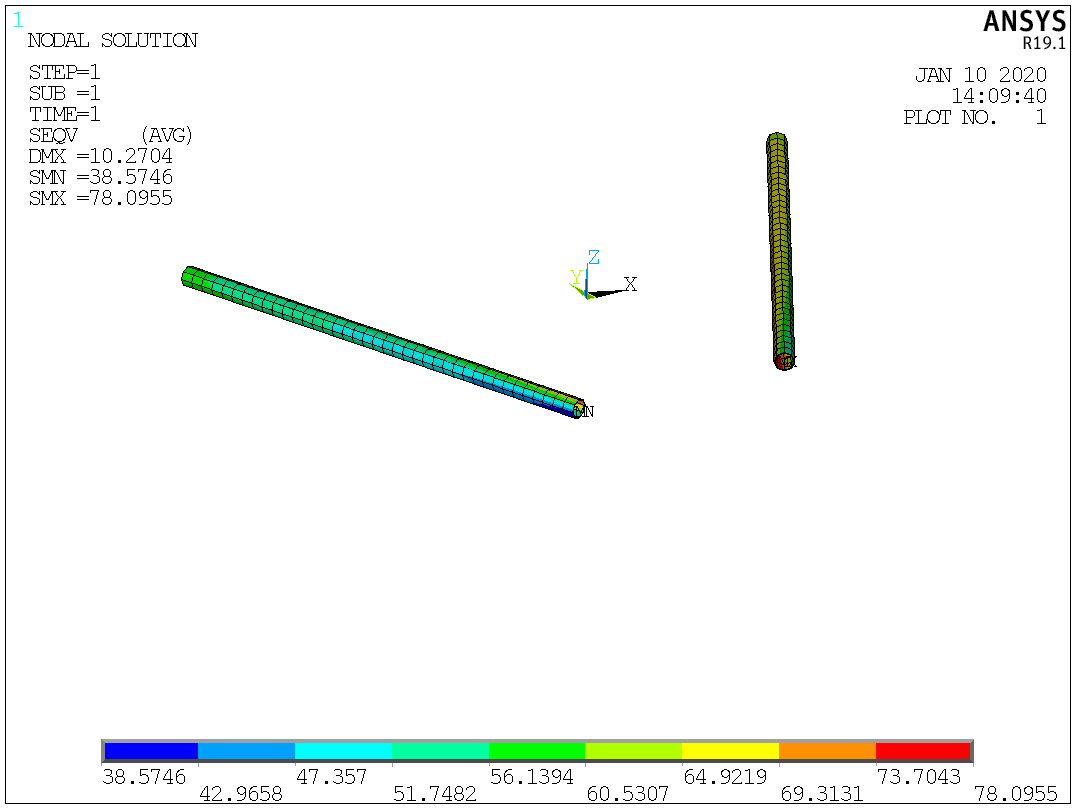 1
ANSYS
R19.1
NODAL SOLUTION
STEP=1
SUB =1
TIME=1
SEQV (AVG)
DMX =10.2704
SMN =38.5746
SMX =78.0955
JAN 10 2020
14:09:40
PLOT NO. 1
Z
Y
X
MN
38.5746 47.357 56.1394 64.9219 73.7043
42.9658 51.7482 60.5307 69.3131 78.0955